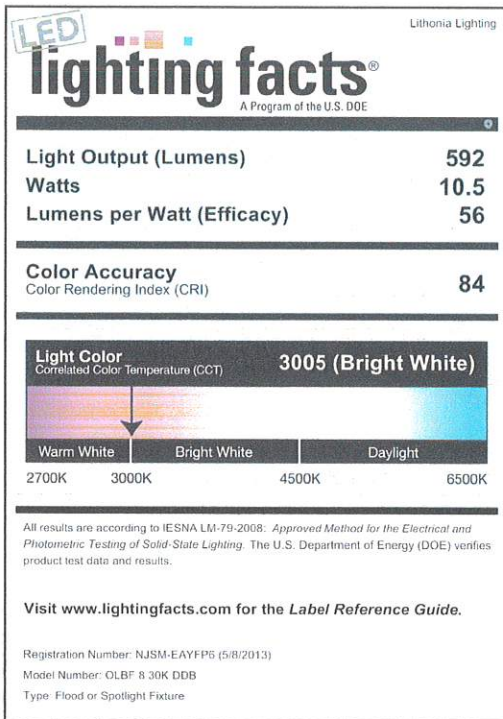 Lithonia Lighting
LED
lighting facts®
A Program of the U.S. DOE
Light Output (Lumens) 592
Watts 10.5
Lumens per Watt (Efficacy) 56
Color Accuracy 84
Color Rendering Index (CRI)
Light Color 3005 (Bright White)
Correlated Color Temperature (CCT)
Warm White Bright White Daylight
2700K 3000K 4500K 6500K
All results are according to IESNA LM-79-2008: Approved Method for the Electrical and
Photometric Testing of Solid-State Lighting. The U.S. Department of Energy (DOE) verifies
product test data and results.
Visit www.lightingfacts.com for the Label Reference Guide.
Registration Number: NJSM-EAYFP6 (5/8/2013)
Model Number: OLBF 8 30K DDB
Type: Flood or Spotlight Fixture